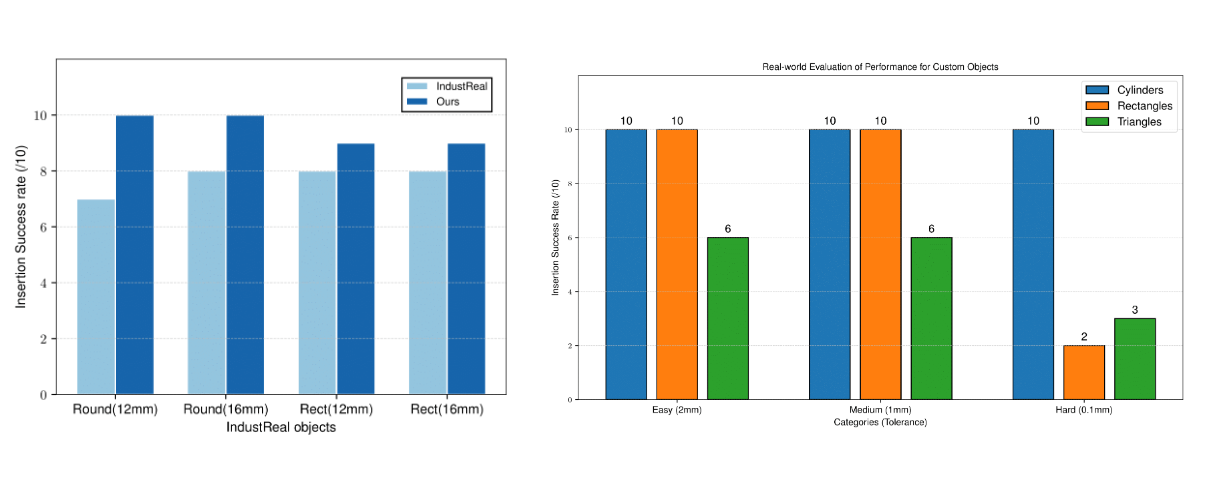 IndustReal
Ours
10
8
6
4
2
0
Insertion Success rate (/10)
Round(12mm) Round(16mm) Rect(12mm) Rect(16mm)
IndustReal objects
Real-world Evaluation of Performance for Custom Objects
Cylinders
Rectangles
Triangles
10 10 6 10 10 6 10 2 3
10
8
6
4
2
0
Insertion Success Rate (/10)
Easy (2mm) Medium (1mm) Hard (0.1mm)
Categories (Tolerance)